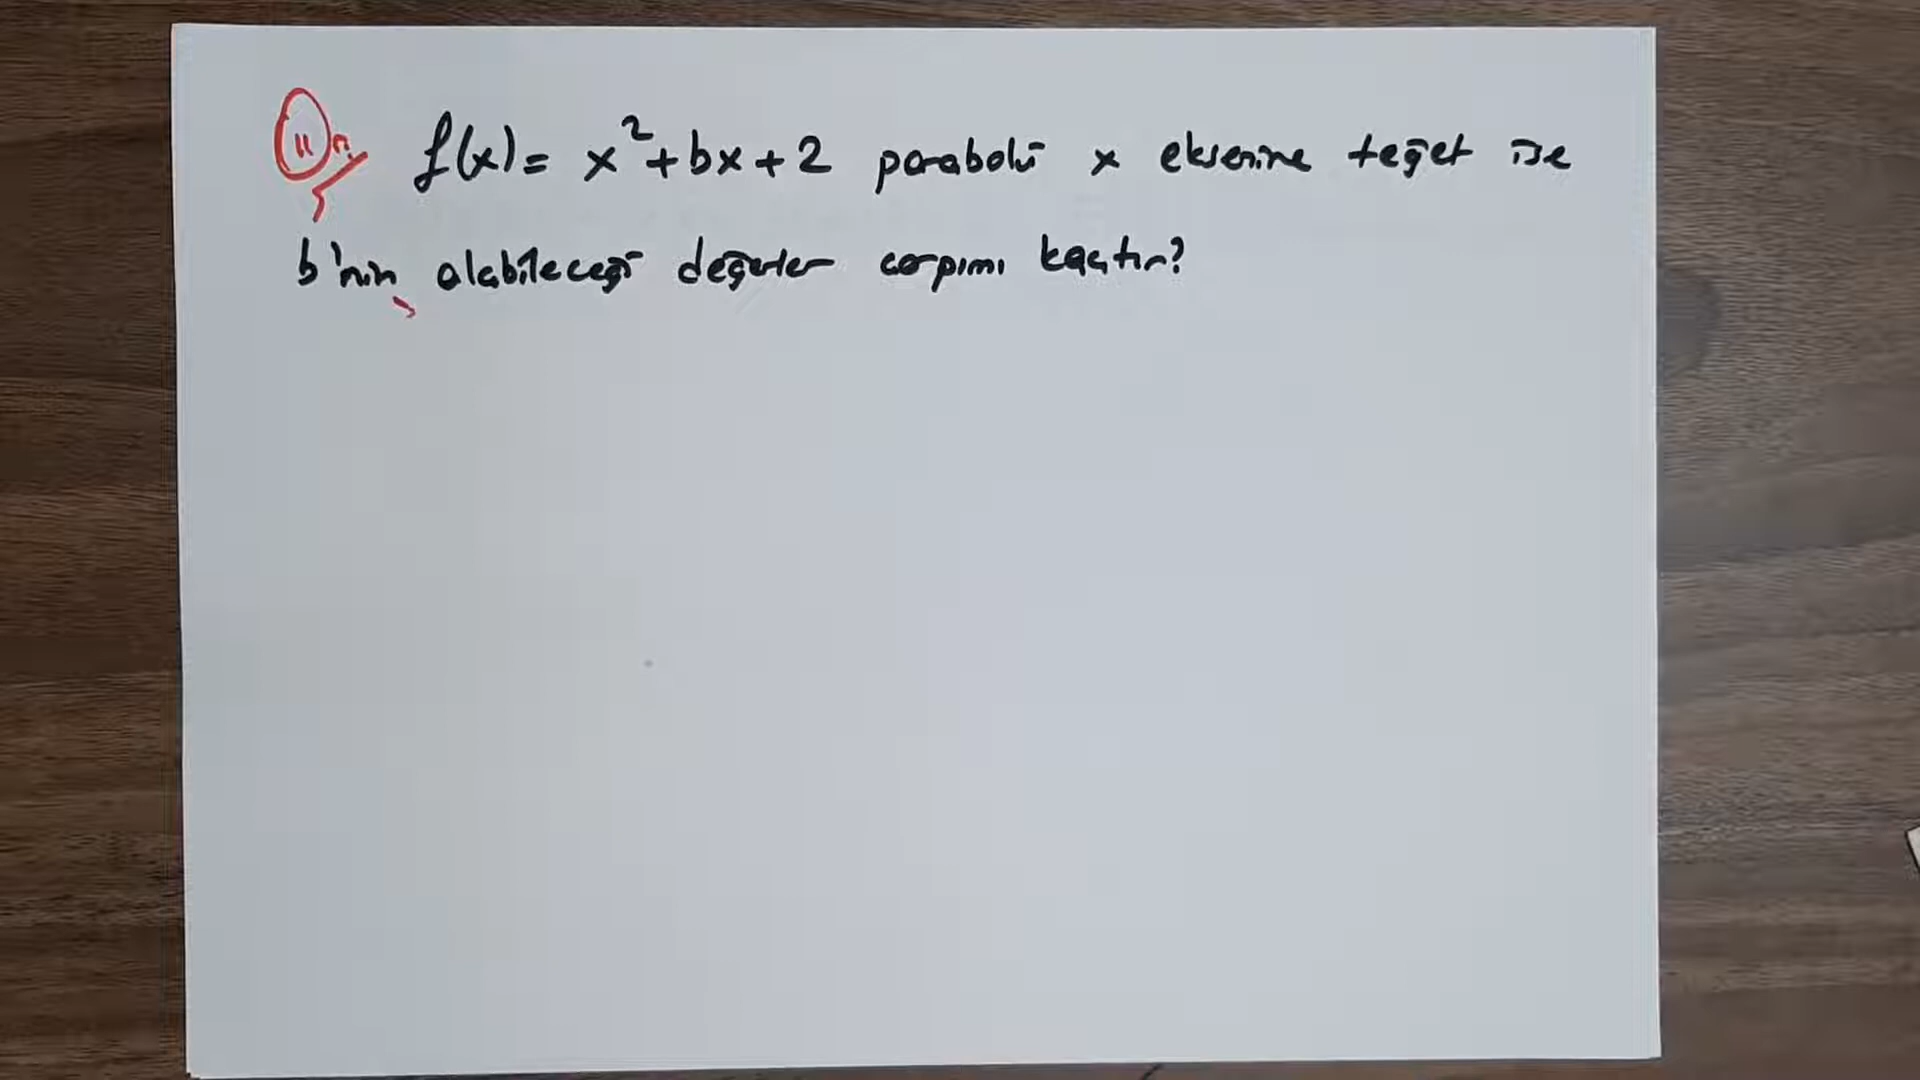 11 f(x) = x²+bx+2 parabolü x eksenine teğet ise
b'nin alabileceği değerler çarpımı kaçtır?